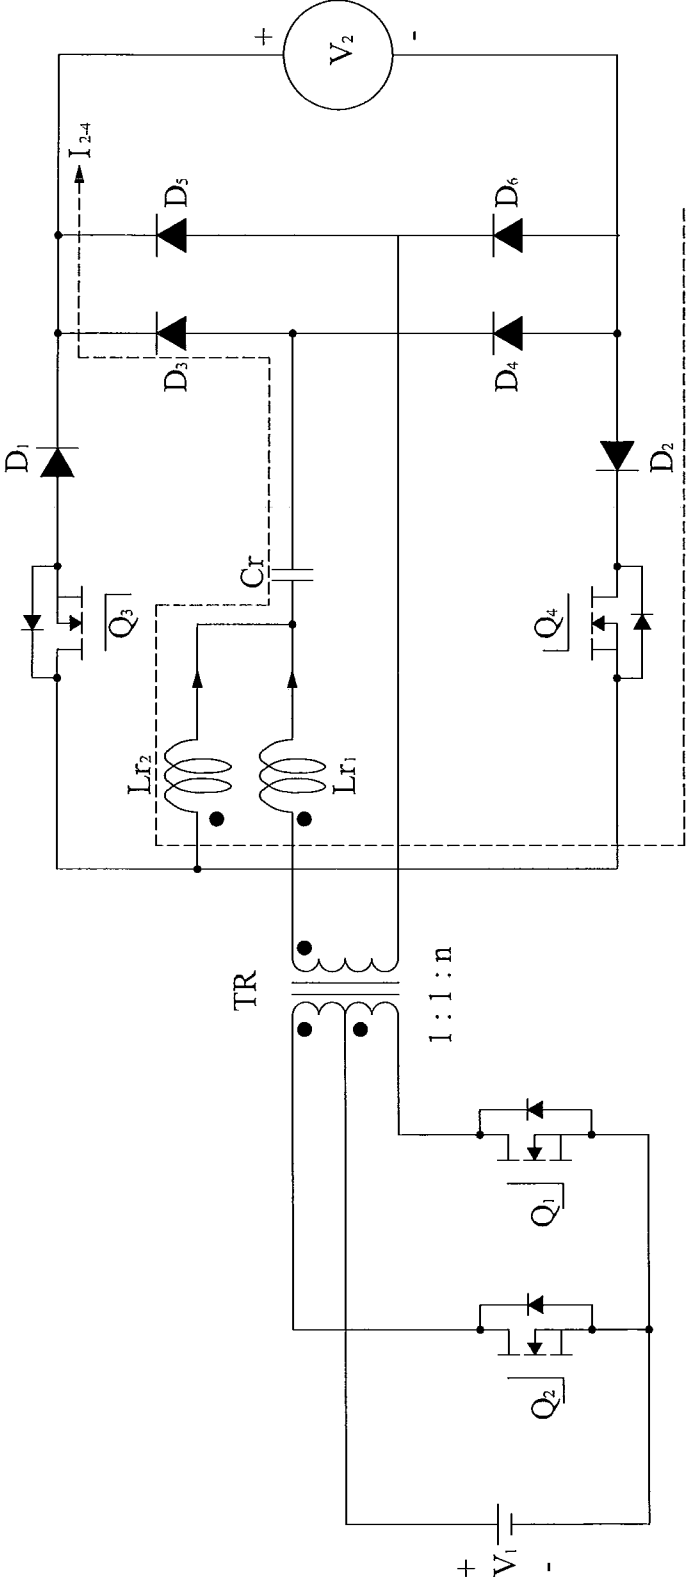 +
V₂
-
I₂₋₄
D₅
D₆
D₃
D₄
D₁
D₂
Cr
Q₃
Q₄
Lr₂
Lr₁
TR
1 : 1 : n
Q₁
Q₂
+
V₁
-